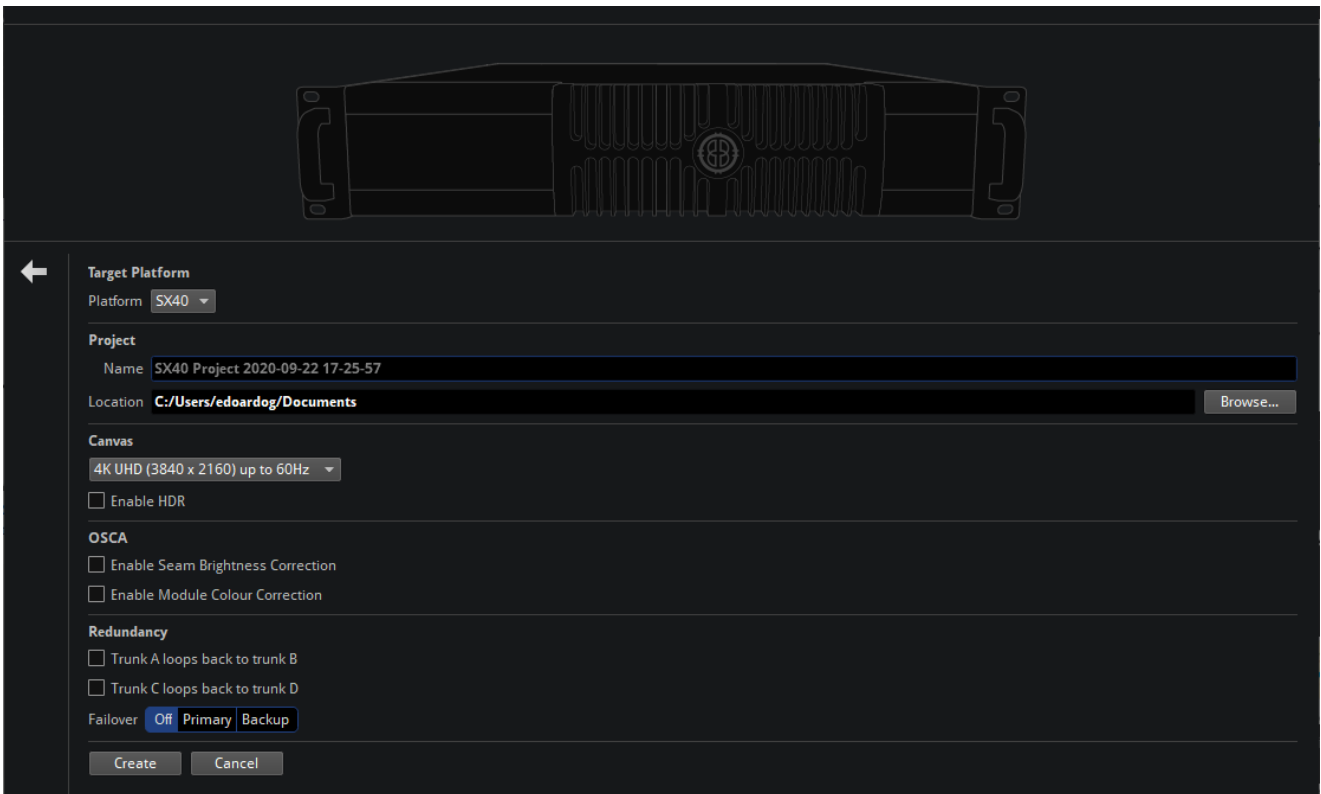 Target Platform
Platform SX40
Project
Name SX40 Project 2020-09-22 17-25-57
Location C:/Users/edoardog/Documents Browse...
Canvas
4K UHD (3840 x 2160) up to 60Hz
Enable HDR
OSCA
Enable Seam Brightness Correction
Enable Module Colour Correction
Redundancy
Trunk A loops back to trunk B
Trunk C loops back to trunk D
Failover Off Primary Backup
Create Cancel